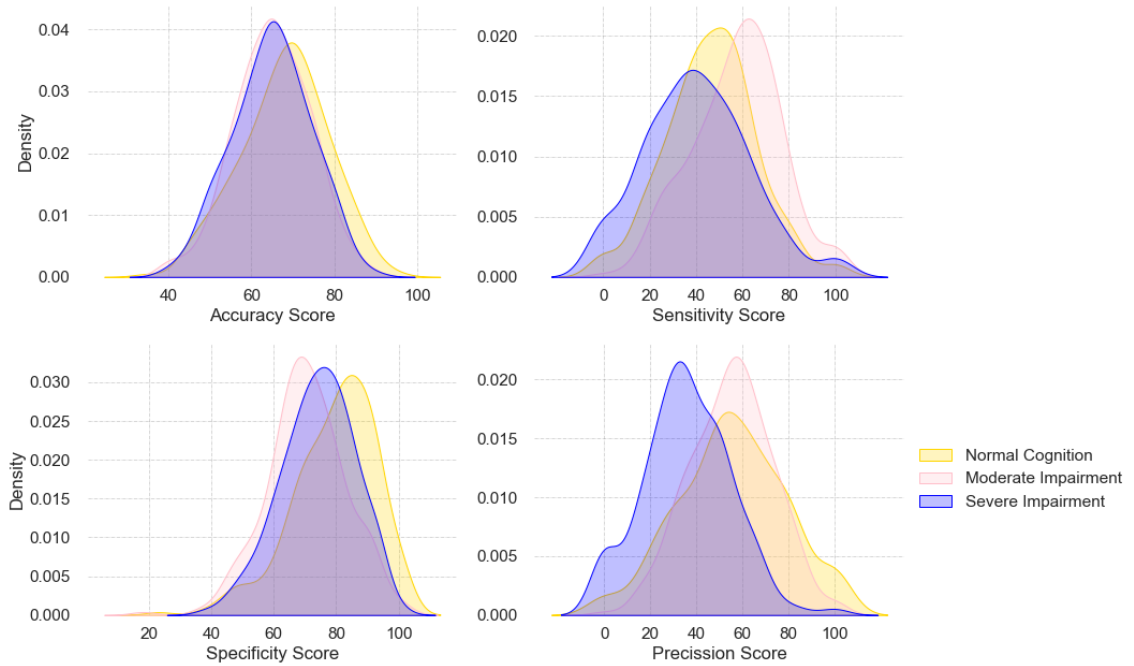 0.04
0.03
0.02
0.01
0.00
Density
40 60 80 100
Accuracy Score
0.020
0.015
0.010
0.005
0.000
0 20 40 60 80 100
Sensitivity Score
0.030
0.025
0.020
0.015
0.010
0.005
0.000
Density
20 40 60 80 100
Specificity Score
0.020
0.015
0.010
0.005
0.000
0 20 40 60 80 100
Precission Score
Normal Cognition
Moderate Impairment
Severe Impairment